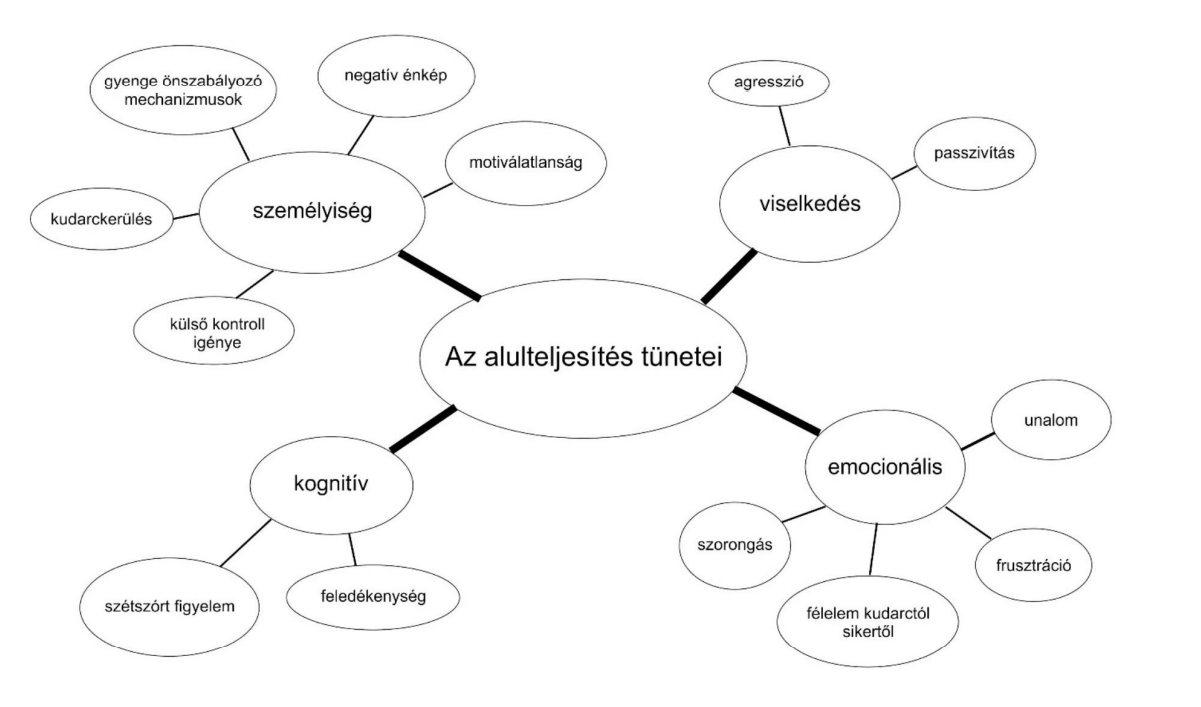 gyenge önszabályozó
mechanizmusok
negatív énkép
motiválatlanság
személyiség
kudarckerülés
külső kontroll
igénye
agresszió
passzivítás
viselkedés
Az alulteljesítés tünetei
kognitív
szétszórt figyelem
feledékenység
emocionális
unalom
szorongás
frusztráció
félelem kudarctól
sikertől